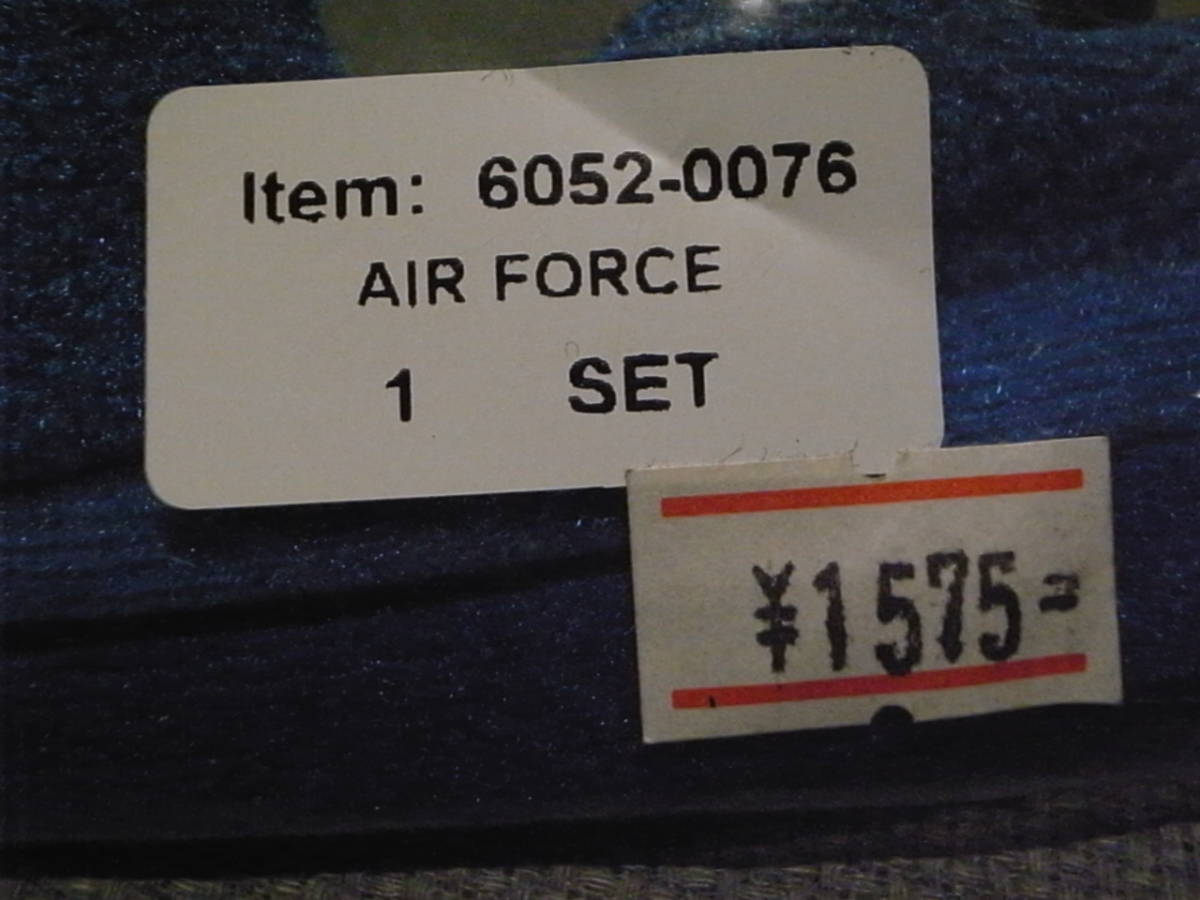 Item: 6052-0076
AIR FORCE
1 SET
¥1575=